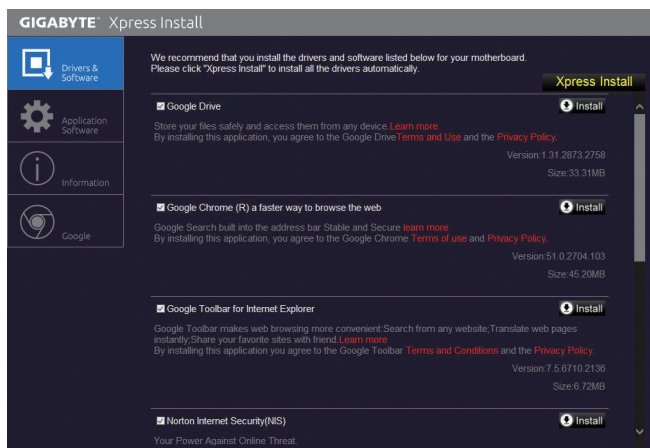 GIGABYTE™ Xpress Install
Drivers &
Software
Application
Software
Information
Google
We recommend that you install the drivers and software listed below for your motherboard.
Please click "Xpress Install" to install all the drivers automatically.
Xpress Install
Google Drive
Install
Store your files safely and access them from any device.Learn more
By installing this application, you agree to the Google DriveTerms and Use and the Privacy Policy.
Version:1.31.2873.2758
Size:33.31MB
Google Chrome (R) a faster way to browse the web
Install
Google Search built into the address bar Stable and Secure learn more
By installing this application, you agree to the Google Chrome Terms of use and Privacy Policy.
Version:51.0.2704.103
Size:45.20MB
Google Toolbar for Internet Explorer
Install
Google Toolbar makes web browsing more convenient.Search from any website;Translate web pages
instantly;Share your favorite sites with friend.Learn more
By installing this application you agree to the Google Toolbar Terms and Conditions and the Privacy Policy.
Version:7.5.6710.2136
Size:6.72MB
Norton Internet Security(NIS)
Install
Your Power Against Online Threat.